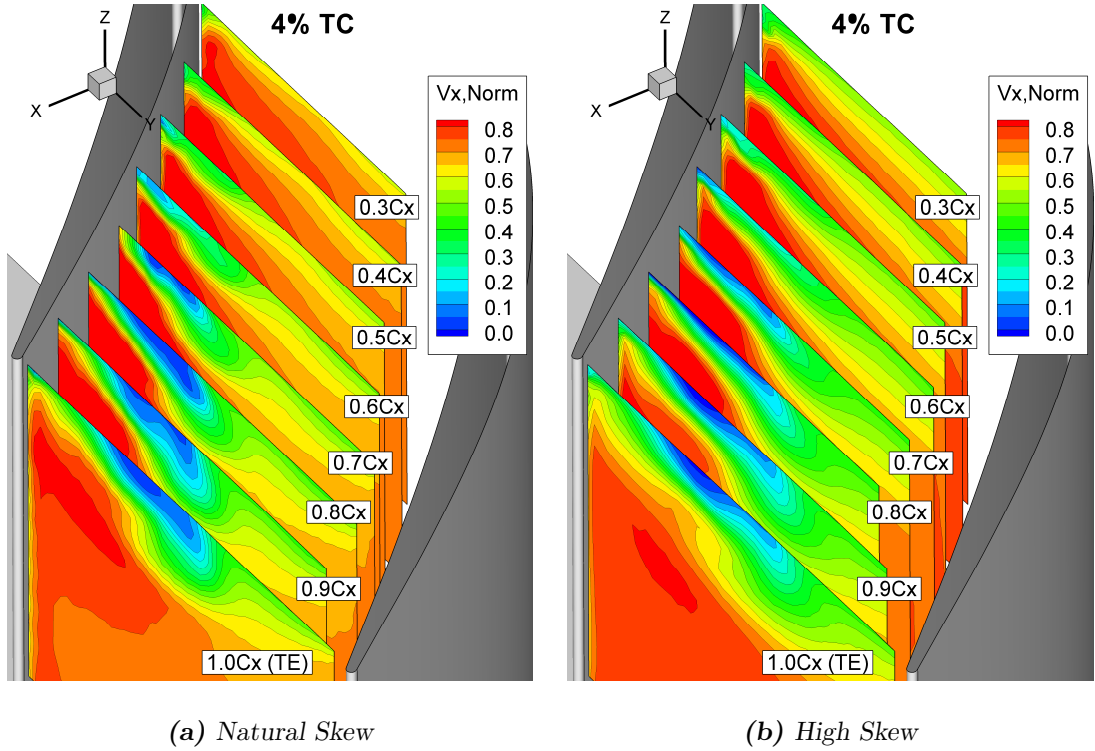 4% TC
Z
X
Y
Vx,Norm
0.8
0.7
0.6
0.5
0.4
0.3
0.2
0.1
0.0
0.3Cx
0.4Cx
0.5Cx
0.6Cx
0.7Cx
0.8Cx
0.9Cx
1.0Cx (TE)
(a) Natural Skew
4% TC
Z
X
Y
Vx,Norm
0.8
0.7
0.6
0.5
0.4
0.3
0.2
0.1
0.0
0.3Cx
0.4Cx
0.5Cx
0.6Cx
0.7Cx
0.8Cx
0.9Cx
1.0Cx (TE)
(b) High Skew